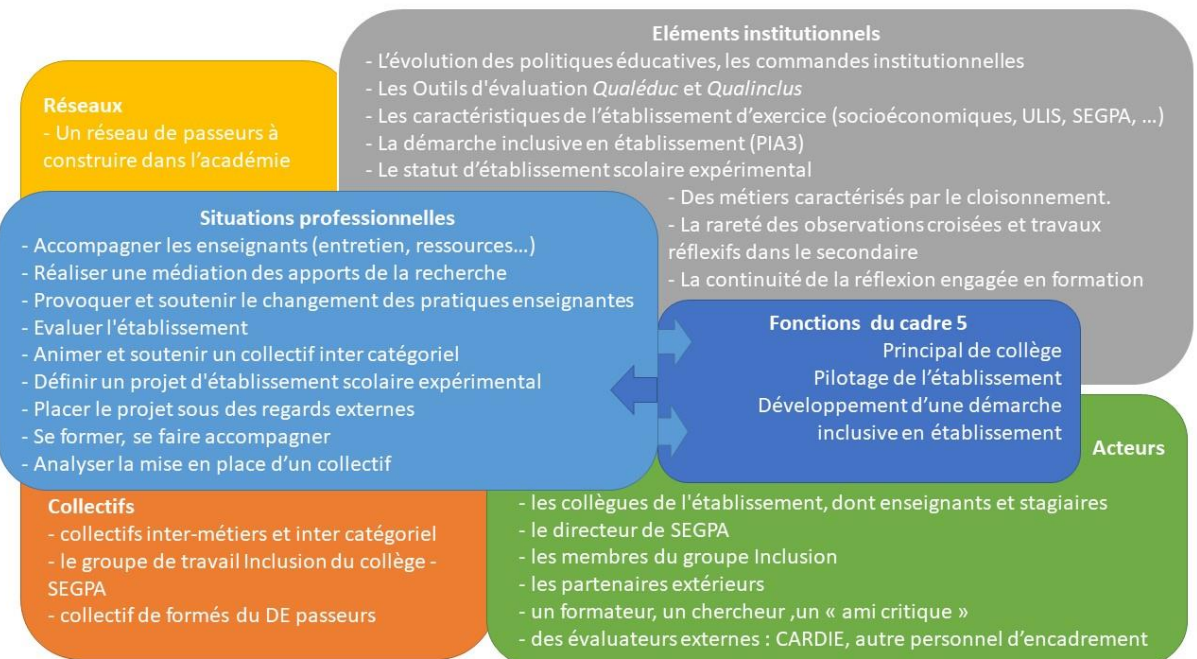 Eléments institutionnels
- L'évolution des politiques éducatives, les commandes institutionnelles
- Les Outils d'évaluation Qualéduc et Qualinclus
- Les caractéristiques de l'établissement d'exercice (socioéconomiques, ULIS, SEGPA, ...)
- La démarche inclusive en établissement (PIA3)
- Le statut d'établissement scolaire expérimental
- Des métiers caractérisés par le cloisonnement.
- La rareté des observations croisées et travaux
réflexifs dans le secondaire
- La continuité de la réflexion engagée en formation
Réseaux
- Un réseau de passeurs à
construire dans l'académie
Situations professionnelles
- Accompagner les enseignants (entretien, ressources...)
- Réaliser une médiation des apports de la recherche
- Provoquer et soutenir le changement des pratiques enseignantes
- Evaluer l'établissement
- Animer et soutenir un collectif inter catégoriel
- Définir un projet d'établissement scolaire expérimental
- Placer le projet sous des regards externes
- Se former, se faire accompagner
- Analyser la mise en place d'un collectif
Fonctions du cadre 5
Principal de collège
Pilotage de l'établissement
Développement d'une démarche
inclusive en établissement
Collectifs
- collectifs inter-métiers et inter catégoriel
- le groupe de travail Inclusion du collège -
SEGPA
- collectif de formés du DE passeurs
Acteurs
- les collègues de l'établissement, dont enseignants et stagiaires
- le directeur de SEGPA
- les membres du groupe Inclusion
- les partenaires extérieurs
- un formateur, un chercheur ,un « ami critique »
- des évaluateurs externes : CARDIE, autre personnel d'encadrement